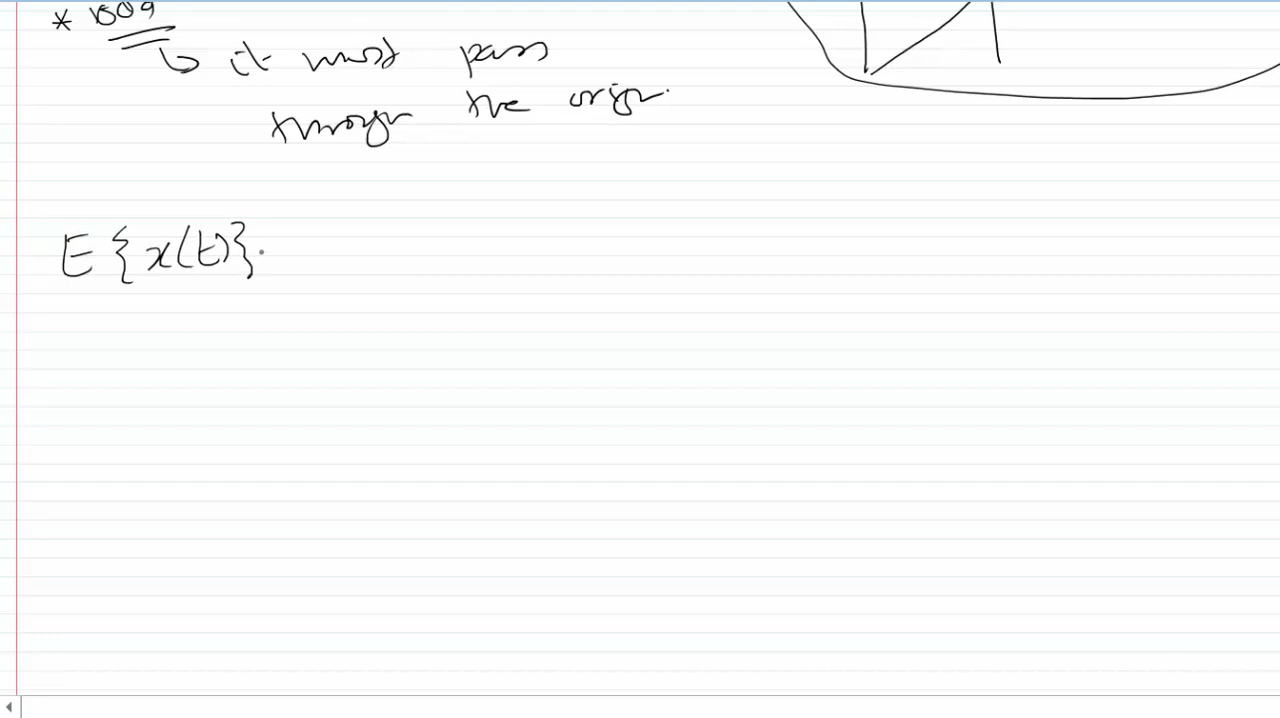 *
↳ it must pass
through the origin.
E{x(t)}